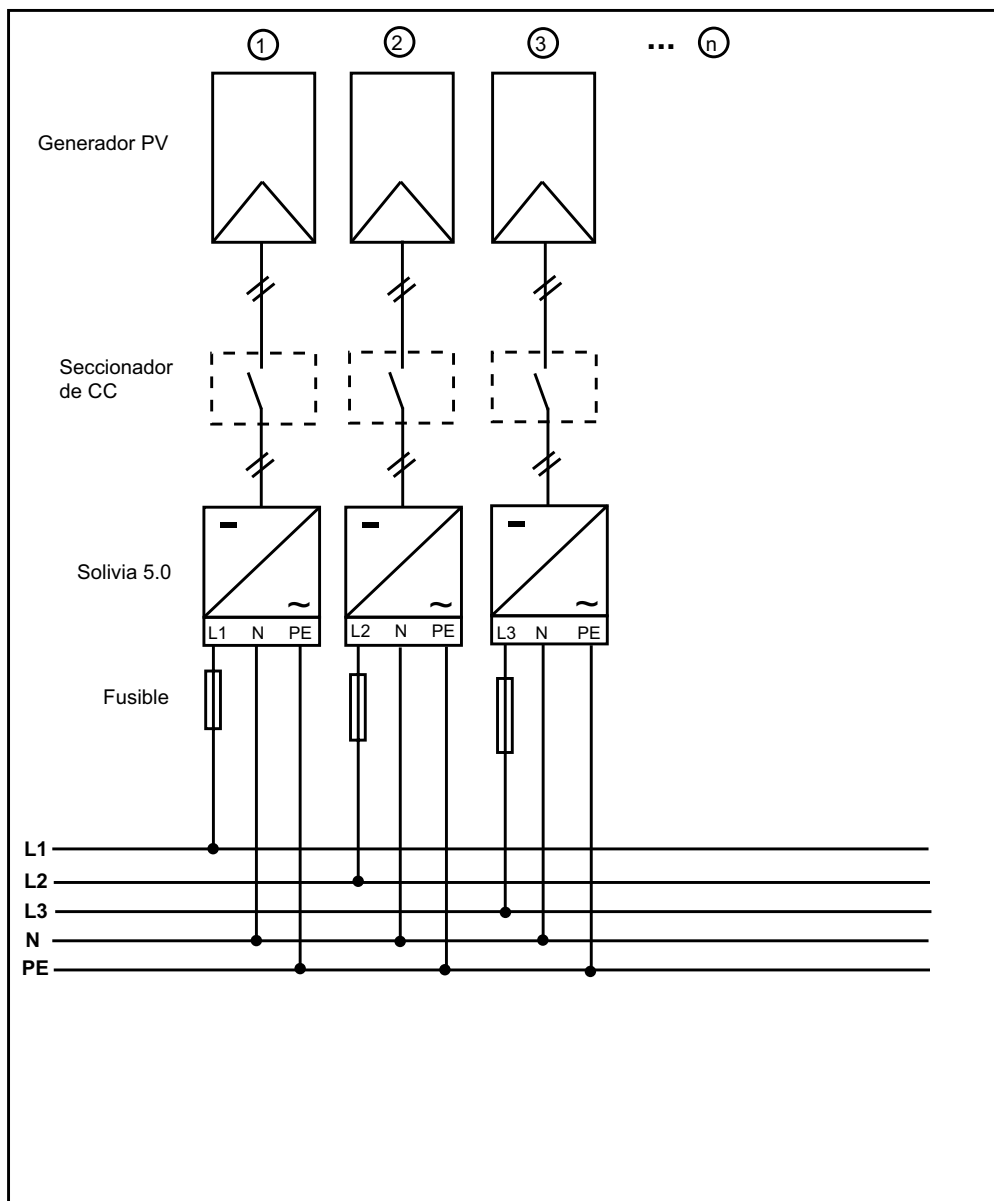 1 2 3 ... n
Generador PV
Seccionador
de CC
Solivia 5.0
L1 N PE L2 N PE L3 N PE
Fusible
L1
L2
L3
N
PE